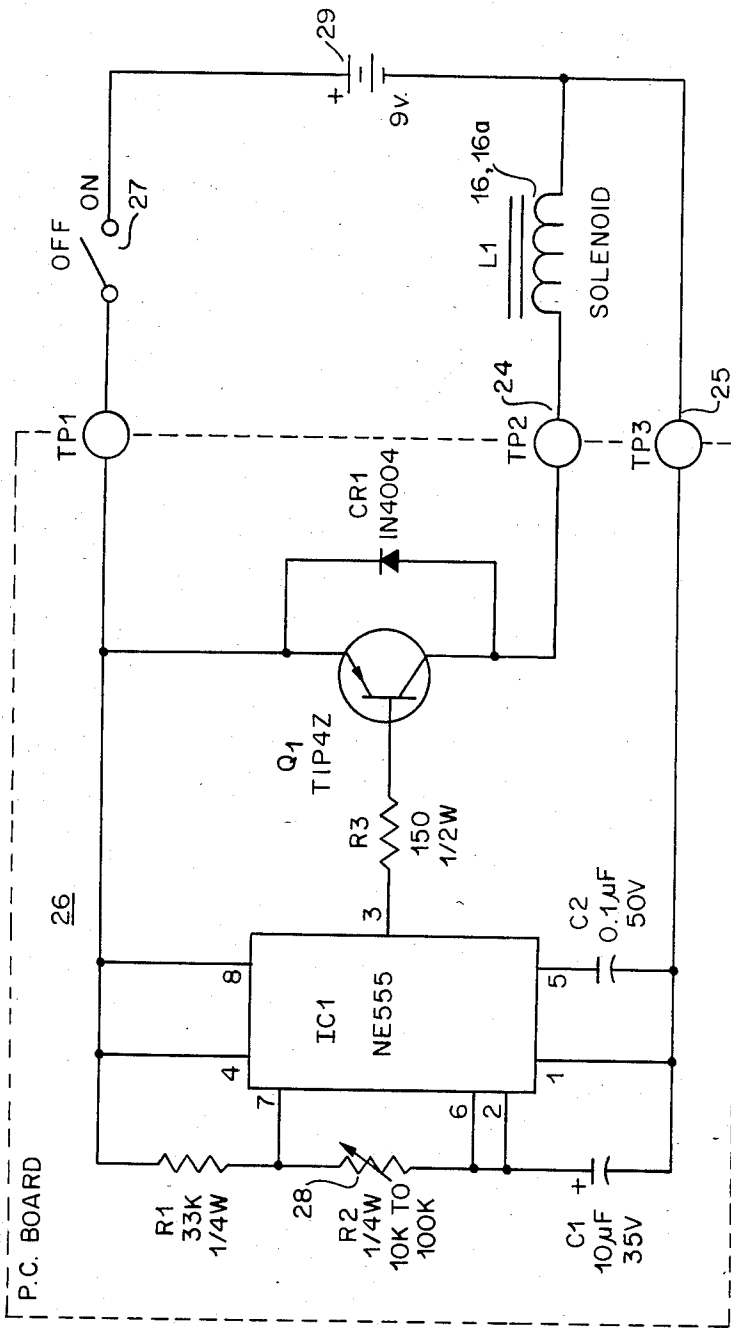 P.C. BOARD
26
TP1
OFF
ON
27
29
+
9v.
R1
33K
1/4W
28
R2
1/4W
10K TO
100K
C1
+
10µF
35V
4
8
7
6
2
1
5
3
IC1
NE555
C2
0.1µF
50V
R3
150
1/2W
Q1
TIP4Z
CR1
IN4004
TP2
24
L1
16,16a
SOLENOID
TP3
25